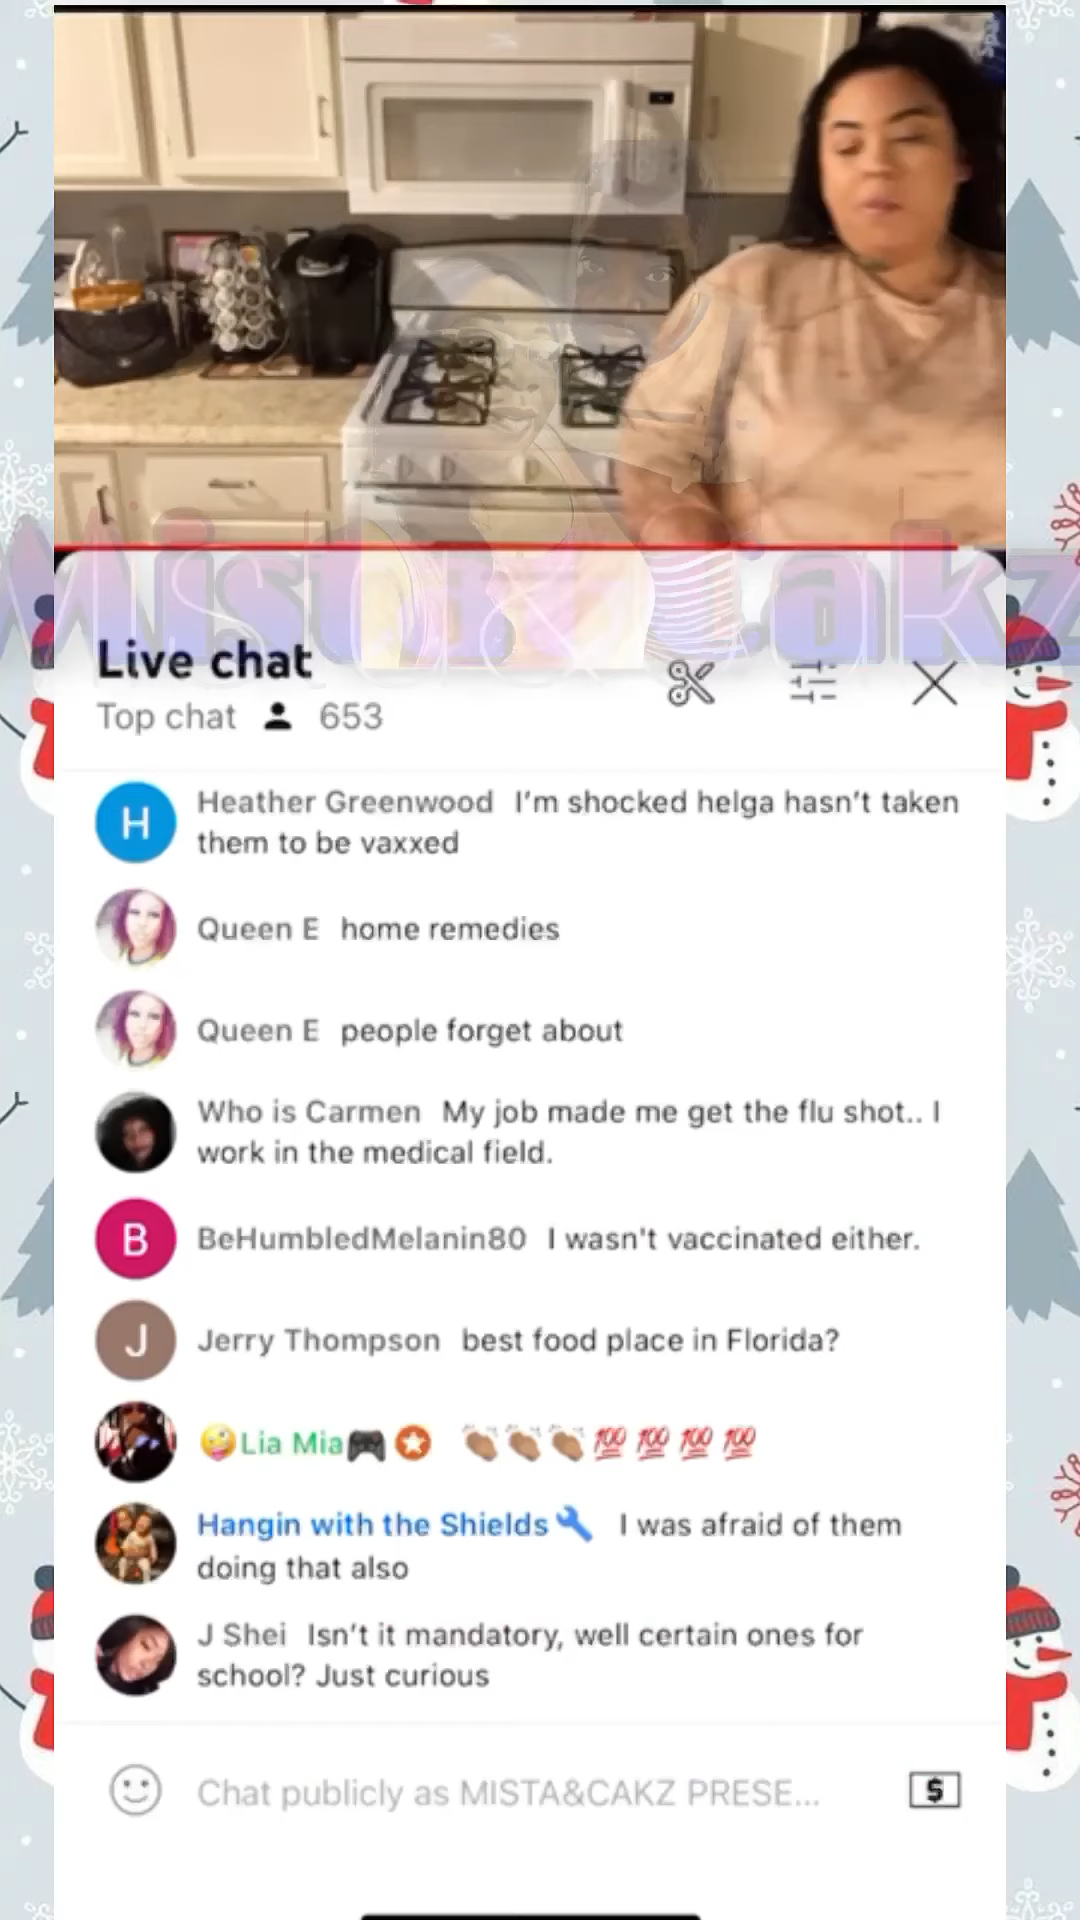 Mista&Cakz
Live chat
Top chat 653
Heather Greenwood I'm shocked helga hasn't taken
them to be vaxxed
Queen E home remedies
Queen E people forget about
Who is Carmen My job made me get the flu shot.. I
work in the medical field.
B
BeHumbledMelanin80 I wasn't vaccinated either.
J
Jerry Thompson best food place in Florida?
🤪Lia Mia🎮 👏🏽👏🏽👏🏽💯💯💯💯
Hangin with the Shields🔧 I was afraid of them
doing that also
J Shei Isn't it mandatory, well certain ones for
school? Just curious
Chat publicly as MISTA&CAKZ PRESE...
$